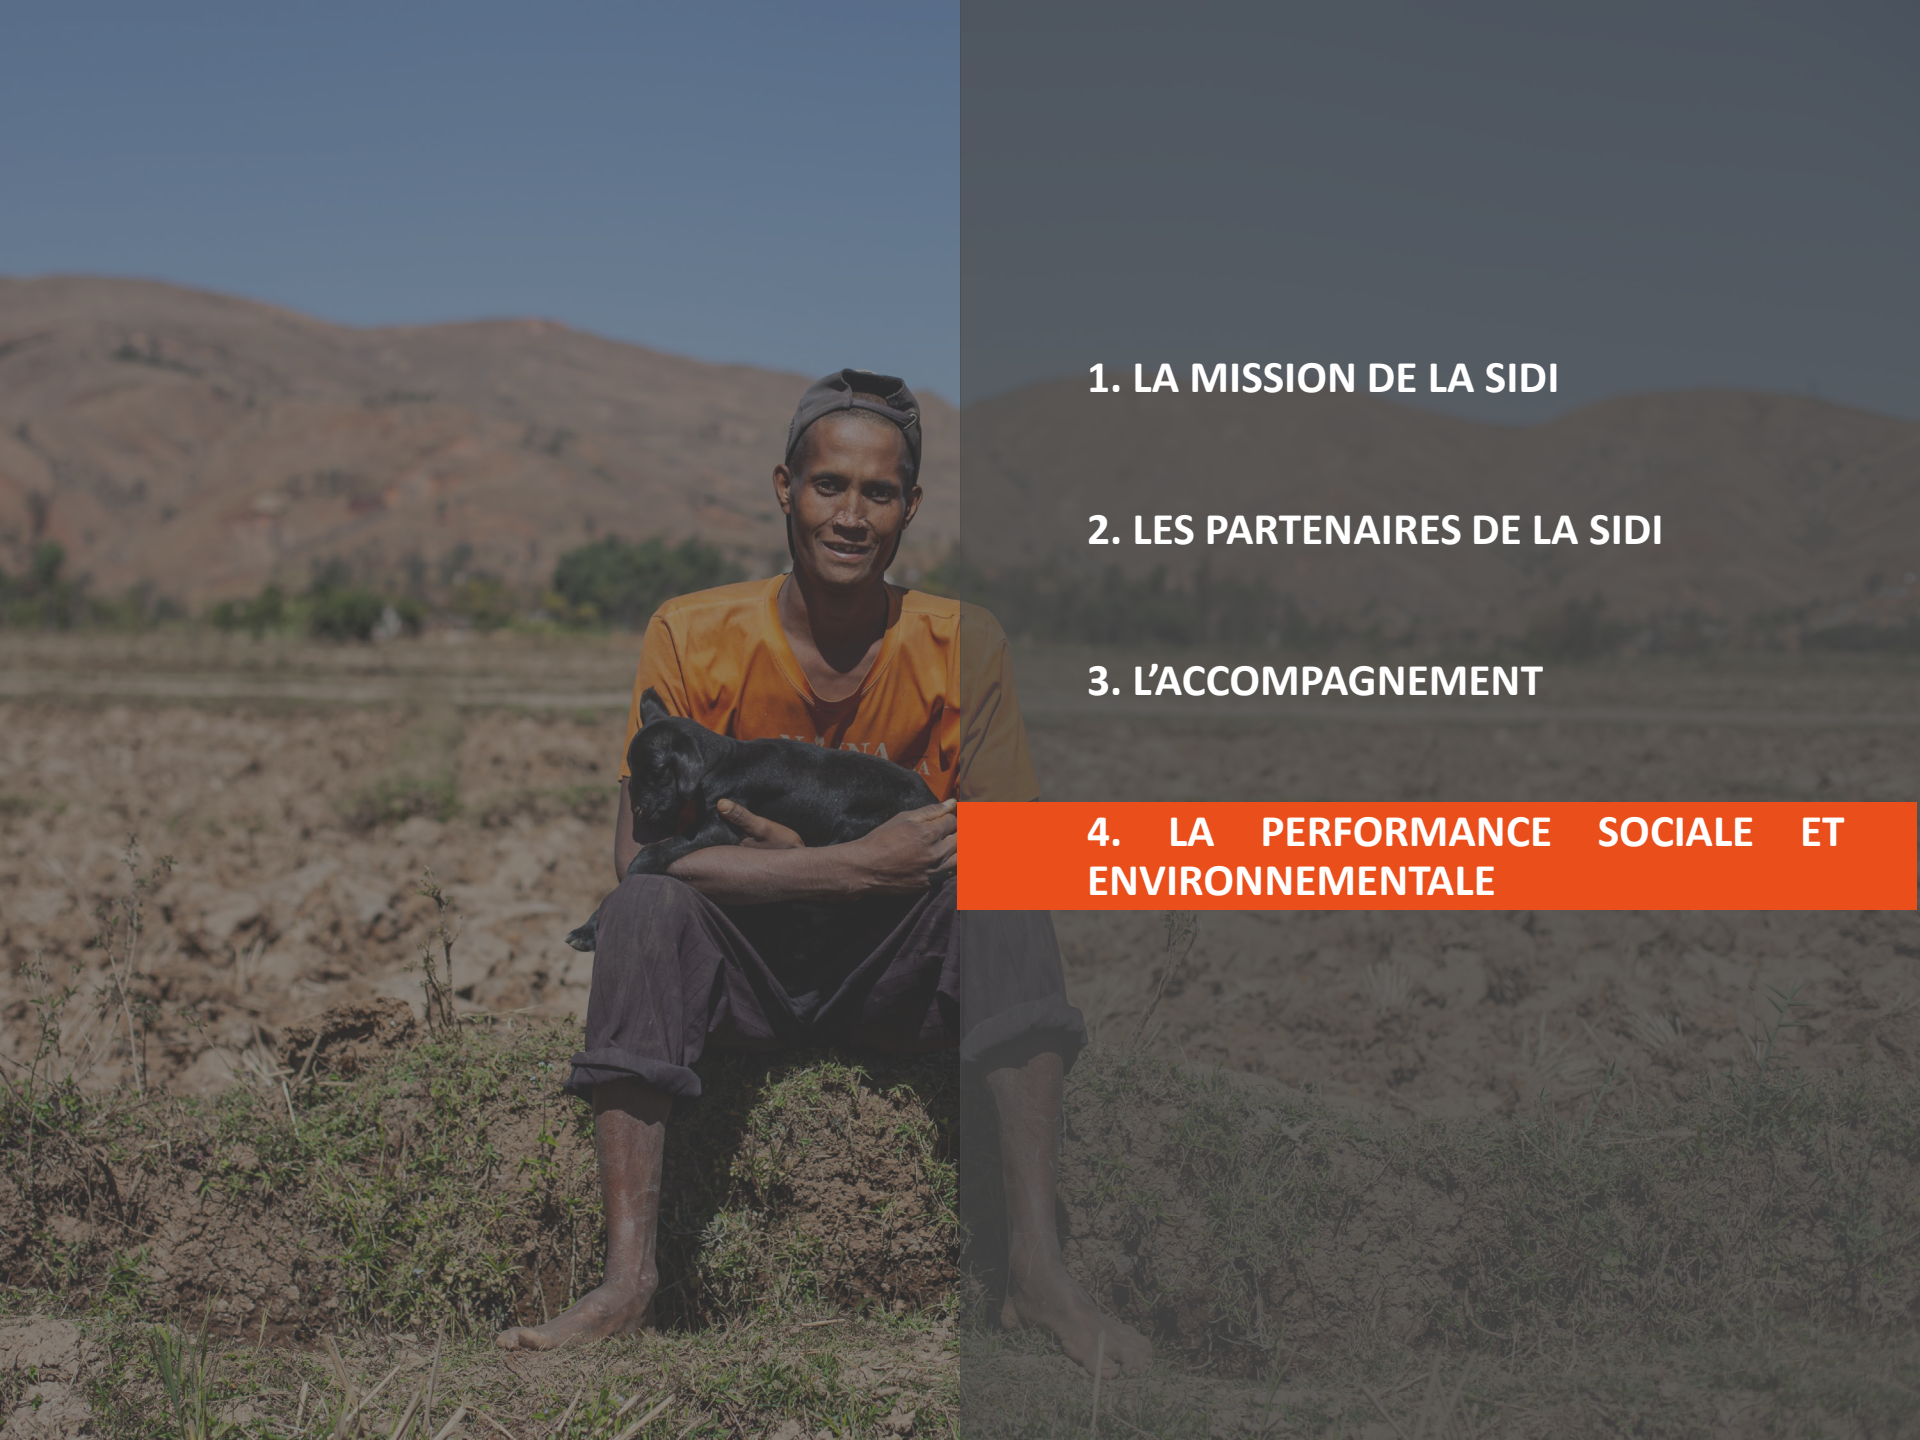 1. LA MISSION DE LA SIDI
2. LES PARTENAIRES DE LA SIDI
3. L’ACCOMPAGNEMENT
4. LA PERFORMANCE SOCIALE ET
ENVIRONNEMENTALE